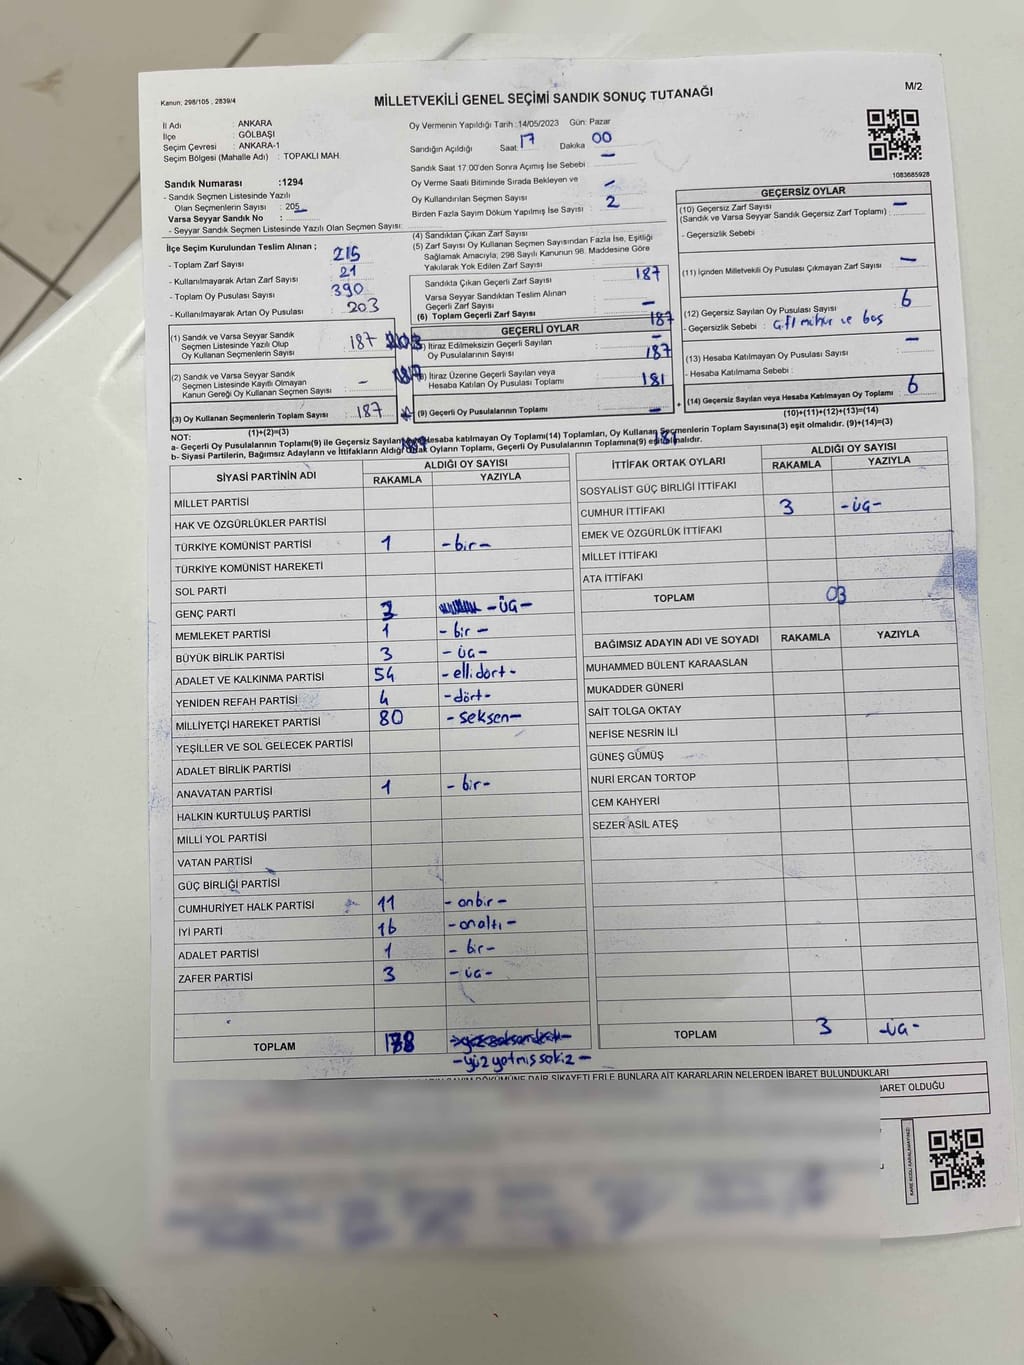 Kanun; 298/105 , 2839/4
MİLLETVEKİLİ GENEL SEÇİMİ SANDIK SONUÇ TUTANAĞI
M/2
İl Adı : ANKARA
İlçe : GÖLBAŞI
Seçim Çevresi : ANKARA-1
Seçim Bölgesi (Mahalle Adı) : TOPAKLI MAH.
Oy Vermenin Yapıldığı Tarih :14/05/2023 Gün: Pazar
Sandığın Açıldığı Saat 17 Dakika 00
Sandık Saat 17.00'den Sonra Açımış İse Sebebi : –
Oy Verme Saati Bitiminde Sırada Bekleyen ve
Oy Kullandırılan Seçmen Sayısı : –
Birden Fazla Sayım Döküm Yapılmış İse Sayısı : 2
1083685928
Sandık Numarası :1294
- Sandık Seçmen Listesinde Yazılı
Olan Seçmenlerin Sayısı : 205
Varsa Seyyar Sandık No :
- Seyyar Sandık Seçmen Listesinde Yazılı Olan Seçmen Sayısı:
İlçe Seçim Kurulundan Teslim Alınan ;
- Toplam Zarf Sayısı : 215
- Kullanılmayarak Artan Zarf Sayısı : 21
- Toplam Oy Pusulası Sayısı : 390
- Kullanılmayarak Artan Oy Pusulası : 203
(1) Sandık ve Varsa Seyyar Sandık
Seçmen Listesinde Yazılı Olup
Oy Kullanan Seçmenlerin Sayısı : 187
(2) Sandık ve Varsa Seyyar Sandık
Seçmen Listesinde Kayıtlı Olmayan
Kanun Gereği Oy Kullanan Seçmen Sayısı : –
(3) Oy Kullanan Seçmenlerin Toplam Sayısı : 187
(1)+(2)=(3)
(4) Sandıktan Çıkan Zarf Sayısı
(5) Zarf Sayısı Oy Kullanan Seçmen Sayısından Fazla İse, Eşitliği
Sağlamak Amacıyla; 298 Sayılı Kanunun 98. Maddesine Göre
Yakılarak Yok Edilen Zarf Sayısı
Sandıkta Çıkan Geçerli Zarf Sayısı : 187
Varsa Seyyar Sandıktan Teslim Alınan
Geçerli Zarf Sayısı : –
(6) Toplam Geçerli Zarf Sayısı : 187
GEÇERLİ OYLAR
İtiraz Edilmeksizin Geçerli Sayılan
Oy Pusulalarının Sayısı : 187
İtiraz Üzerine Geçerli Sayılan veya
Hesaba Katılan Oy Pusulası Toplamı : 181
(9) Geçerli Oy Pusulalarının Toplamı : –
GEÇERSİZ OYLAR
(10) Geçersiz Zarf Sayısı : –
(Sandık ve Varsa Seyyar Sandık Geçersiz Zarf Toplamı)
- Geçersizlik Sebebi :
(11) İçinden Milletvekili Oy Pusulası Çıkmayan Zarf Sayısı : –
(12) Geçersiz Sayılan Oy Pusulası Sayısı : 6
- Geçersizlik Sebebi : çift mühür ve boş
(13) Hesaba Katılmayan Oy Pusulası Sayısı : –
- Hesaba Katılmama Sebebi :
(14) Geçersiz Sayılan veya Hesaba Katılmayan Oy Toplamı : 6
(10)+(11)+(12)+(13)=(14)
NOT:
a- Geçerli Oy Pusulalarının Toplamı(9) ile Geçersiz Sayılan Hesaba katılmayan Oy Toplamı(14) Toplamları, Oy Kullanan Seçmenlerin Toplam Sayısına(3) eşit olmalıdır. (9)+(14)=(3)
b- Siyasi Partilerin, Bağımsız Adayların ve İttifakların Aldığı Oyların Toplamı, Geçerli Oy Pusulalarının Toplamına(9) eşit olmalıdır.
SİYASİ PARTİNİN ADI ALDIĞI OY SAYISI
RAKAMLA YAZIYLA
MİLLET PARTİSİ
HAK VE ÖZGÜRLÜKLER PARTİSİ
TÜRKİYE KOMÜNİST PARTİSİ 1 -bir-
TÜRKİYE KOMÜNİST HAREKETİ
SOL PARTİ
GENÇ PARTİ 3 -üç-
MEMLEKET PARTİSİ 1 -bir-
BÜYÜK BİRLİK PARTİSİ 3 -üç-
ADALET VE KALKINMA PARTİSİ 54 -ellidört-
YENİDEN REFAH PARTİSİ 4 -dört-
MİLLİYETÇİ HAREKET PARTİSİ 80 -seksen-
YEŞİLLER VE SOL GELECEK PARTİSİ
ADALET BİRLİK PARTİSİ
ANAVATAN PARTİSİ 1 -bir-
HALKIN KURTULUŞ PARTİSİ
MİLLİ YOL PARTİSİ
VATAN PARTİSİ
GÜÇ BİRLİĞİ PARTİSİ
CUMHURİYET HALK PARTİSİ 11 -onbir-
İYİ PARTİ 16 -onaltı-
ADALET PARTİSİ 1 -bir-
ZAFER PARTİSİ 3 -üç-
TOPLAM 178
-yüz yetmiş sekiz-
İTTİFAK ORTAK OYLARI ALDIĞI OY SAYISI
RAKAMLA YAZIYLA
SOSYALİST GÜÇ BİRLİĞİ İTTİFAKI
CUMHUR İTTİFAKI 3 -üç-
EMEK VE ÖZGÜRLÜK İTTİFAKI
MİLLET İTTİFAKI
ATA İTTİFAKI
TOPLAM 03
BAĞIMSIZ ADAYIN ADI VE SOYADI RAKAMLA YAZIYLA
MUHAMMED BÜLENT KARAASLAN
MUKADDER GÜNERİ
SAİT TOLGA OKTAY
NEFİSE NESRİN İLİ
GÜNEŞ GÜMÜŞ
NURİ ERCAN TORTOP
CEM KAHYERİ
SEZER ASİL ATEŞ
TOPLAM 3 -üç-
DÖKÜMÜNE DAİR ŞİKAYETLERLE BUNLARA AİT KARARLARIN NELERDEN İBARET BULUNDUKLARI
BARET OLDUĞU